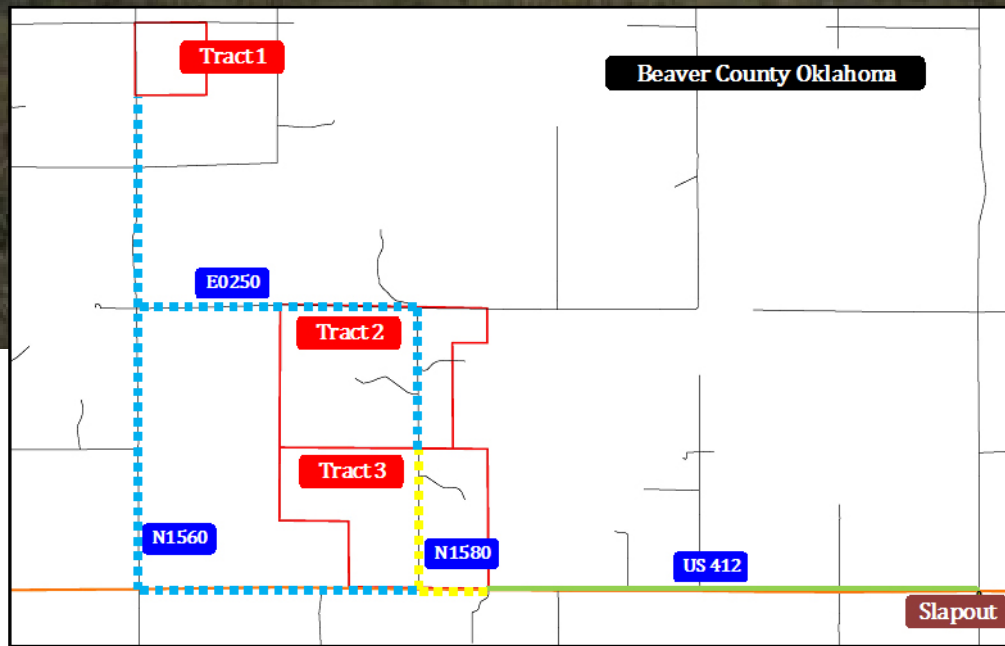 Tract 1
Beaver County Oklahoma
E0250
Tract 2
Tract 3
N1560
N1580
US 412
Slapout